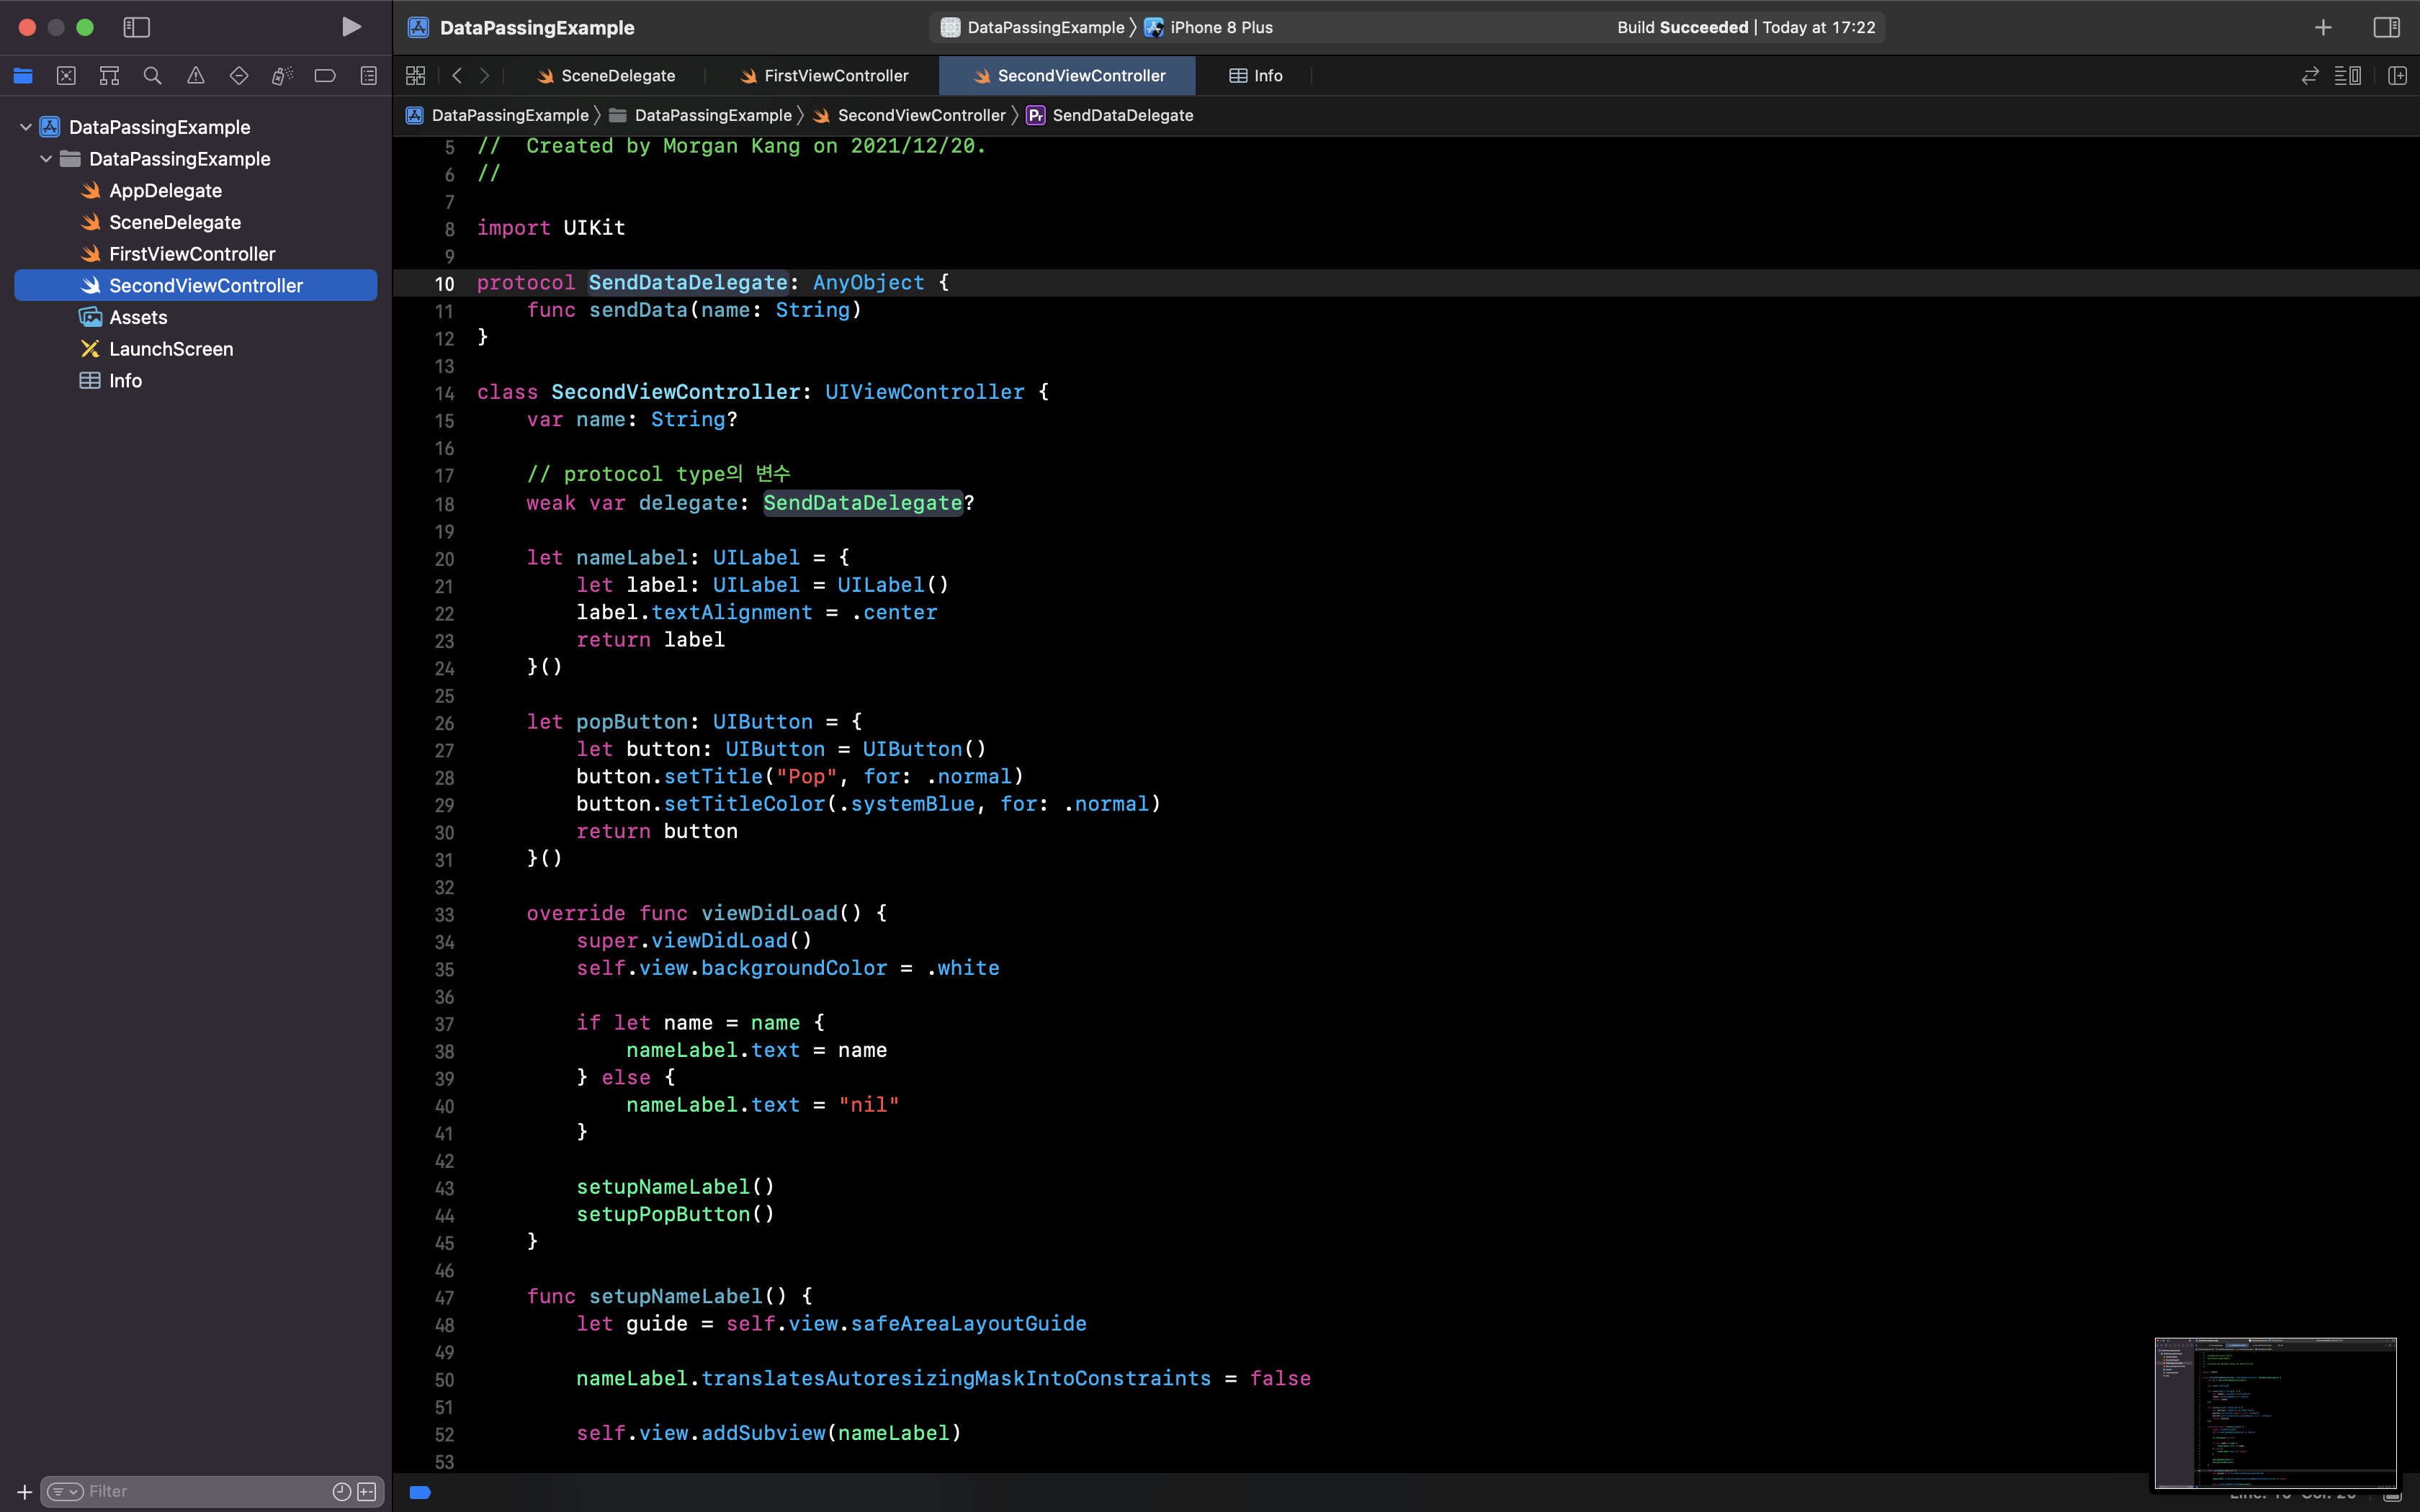 DataPassingExample
DataPassingExample 〉 iPhone 8 Plus
Build Succeeded | Today at 17:22
SceneDelegate
FirstViewController
SecondViewController
Info
DataPassingExample 〉 DataPassingExample 〉 SecondViewController 〉 Pr SendDataDelegate
DataPassingExample
DataPassingExample
AppDelegate
SceneDelegate
FirstViewController
SecondViewController
Assets
LaunchScreen
Info
Filter
5 //  Created by Morgan Kang on 2021/12/20.
6 //
7
8 import UIKit
9
10 protocol SendDataDelegate: AnyObject {
11     func sendData(name: String)
12 }
13
14 class SecondViewController: UIViewController {
15     var name: String?
16
17     // protocol type의 변수
18     weak var delegate: SendDataDelegate?
19
20     let nameLabel: UILabel = {
21         let label: UILabel = UILabel()
22         label.textAlignment = .center
23         return label
24     }()
25
26     let popButton: UIButton = {
27         let button: UIButton = UIButton()
28         button.setTitle("Pop", for: .normal)
29         button.setTitleColor(.systemBlue, for: .normal)
30         return button
31     }()
32
33     override func viewDidLoad() {
34         super.viewDidLoad()
35         self.view.backgroundColor = .white
36
37         if let name = name {
38             nameLabel.text = name
39         } else {
40             nameLabel.text = "nil"
41         }
42
43         setupNameLabel()
44         setupPopButton()
45     }
46
47     func setupNameLabel() {
48         let guide = self.view.safeAreaLayoutGuide
49
50         nameLabel.translatesAutoresizingMaskIntoConstraints = false
51
52         self.view.addSubview(nameLabel)
53